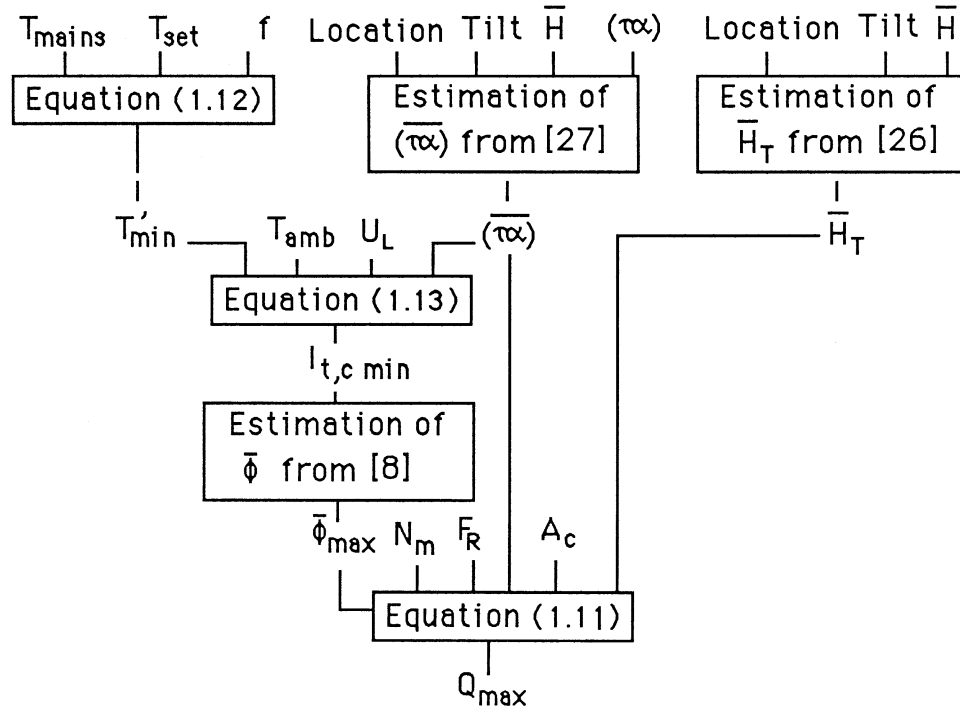 T_mains T_set f Location Tilt H̅ (τα) Location Tilt H̅
Equation (1.12)
Estimation of
(τα)̅ from [27]
Estimation of
H̅_T from [26]
T'_min T_amb U_L (τα)̅ H̅_T
Equation (1.13)
I_t,c min
Estimation of
Φ̅ from [8]
Φ̅_max N_m F_R A_c
Equation (1.11)
Q_max